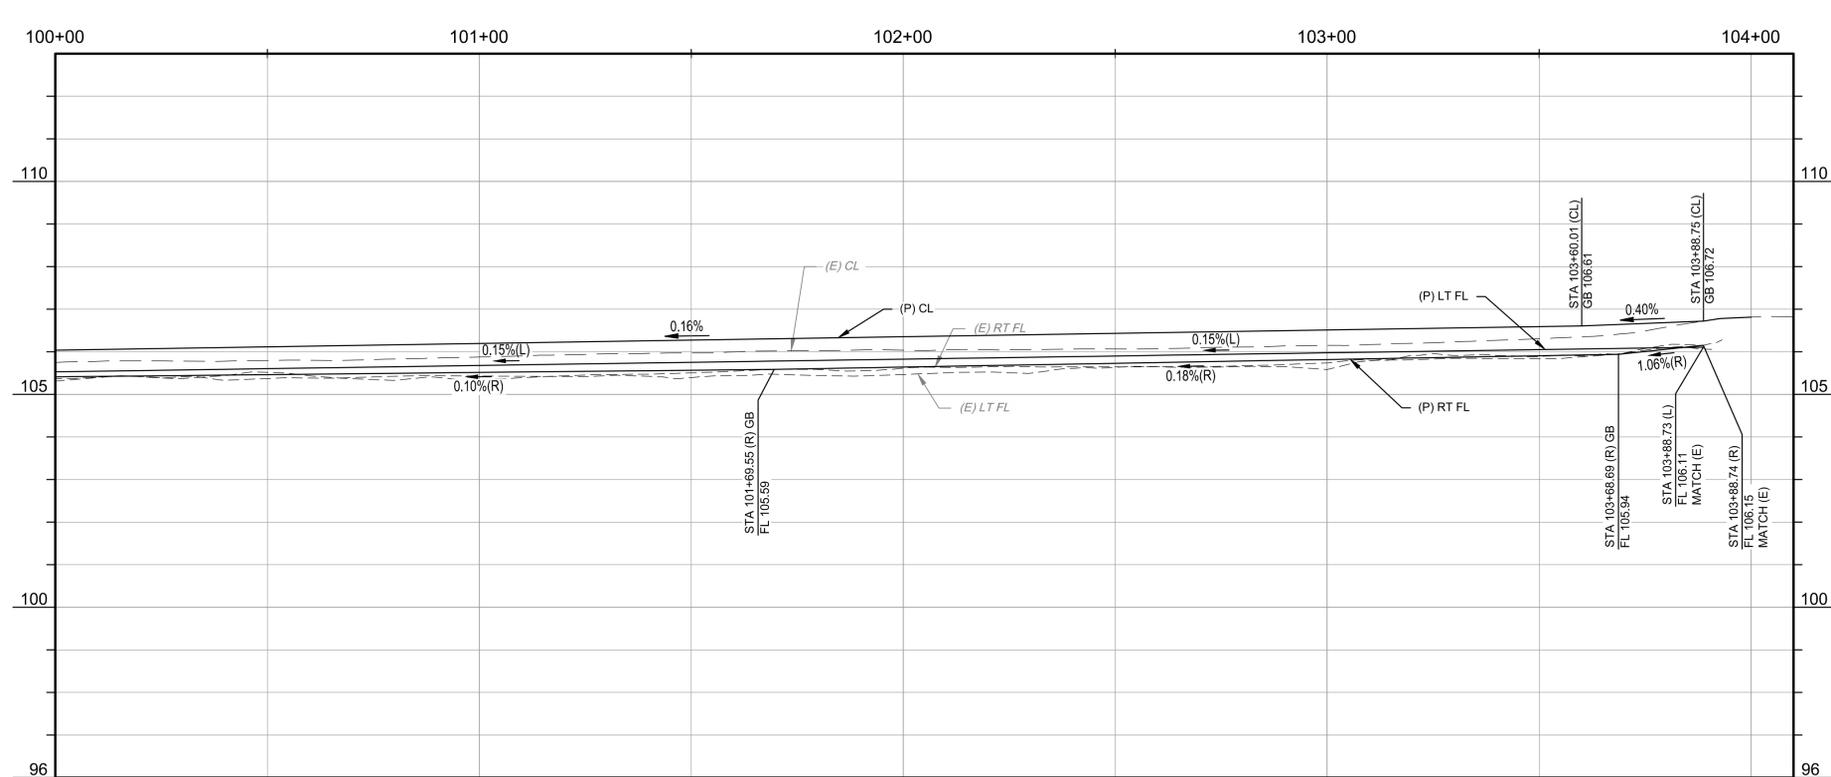 100+00
101+00
102+00
103+00
104+00
110
110
STA 103+60.01 (CL)
GB 106.61
STA 103+88.75 (CL)
GB 106.72
(E) CL
(P) CL
(P) LT FL
0.40%
0.16%
(E) RT FL
0.15%(L)
0.15%(L)
0.10%(R)
0.18%(R)
1.06%(R)
105
105
(E) LT FL
(P) RT FL
STA 101+69.55 (R) GB
FL 105.59
STA 103+68.69 (R) GB
FL 105.94
STA 103+88.73 (L)
FL 106.11
MATCH (E)
STA 103+88.74 (R)
FL 106.15
MATCH (E)
100
100
96
96